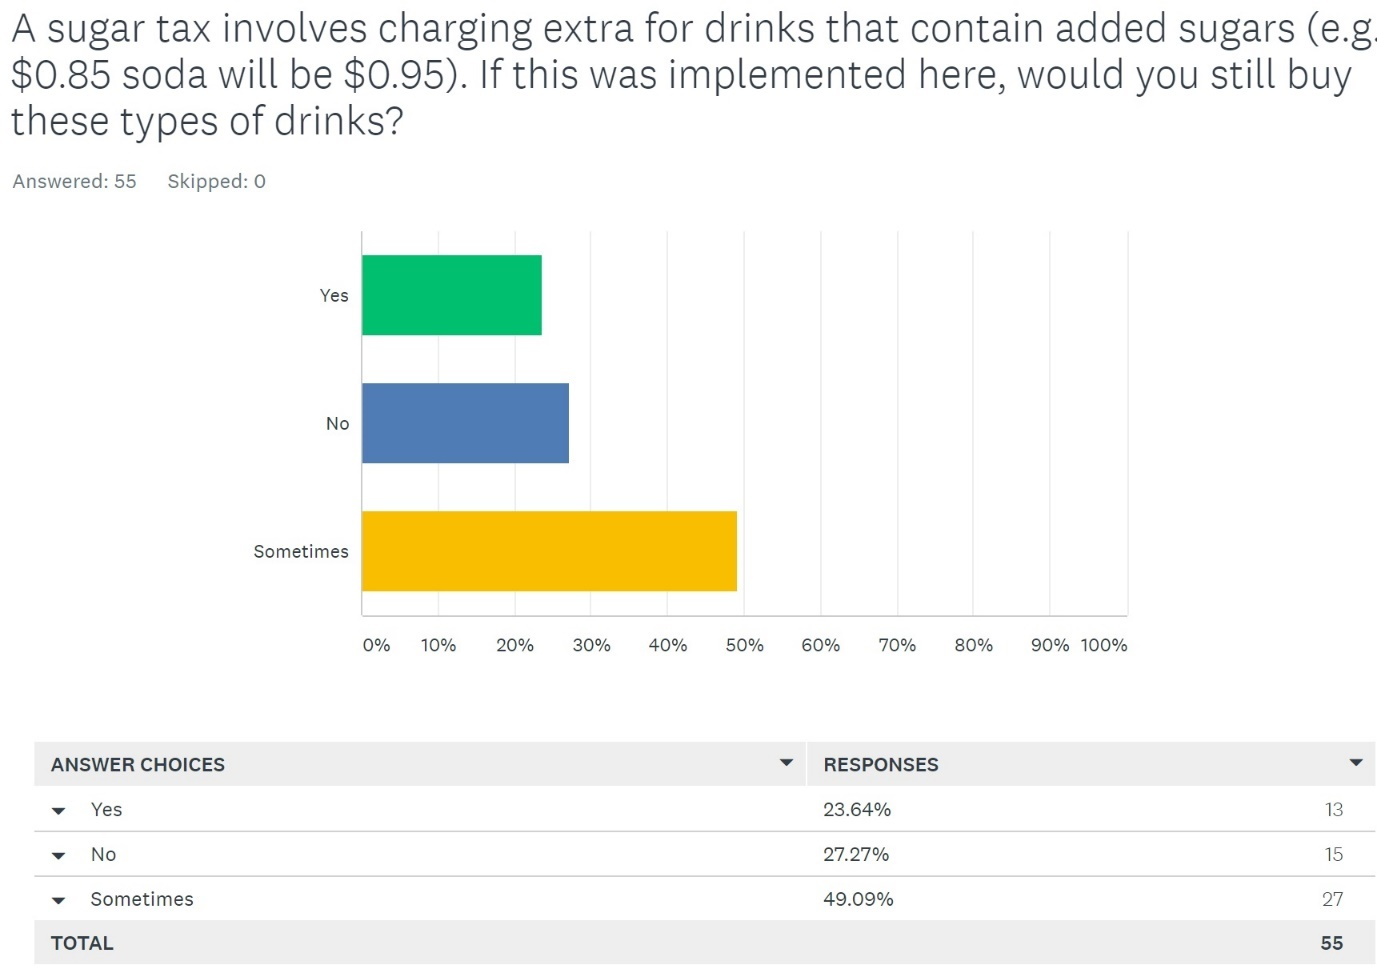 A sugar tax involves charging extra for drinks that contain added sugars (e.g.
$0.85 soda will be $0.95). If this was implemented here, would you still buy
these types of drinks?
Answered: 55 Skipped: 0
Yes
No
Sometimes
0% 10% 20% 30% 40% 50% 60% 70% 80% 90% 100%
ANSWER CHOICES RESPONSES
Yes 23.64% 13
No 27.27% 15
Sometimes 49.09% 27
TOTAL 55